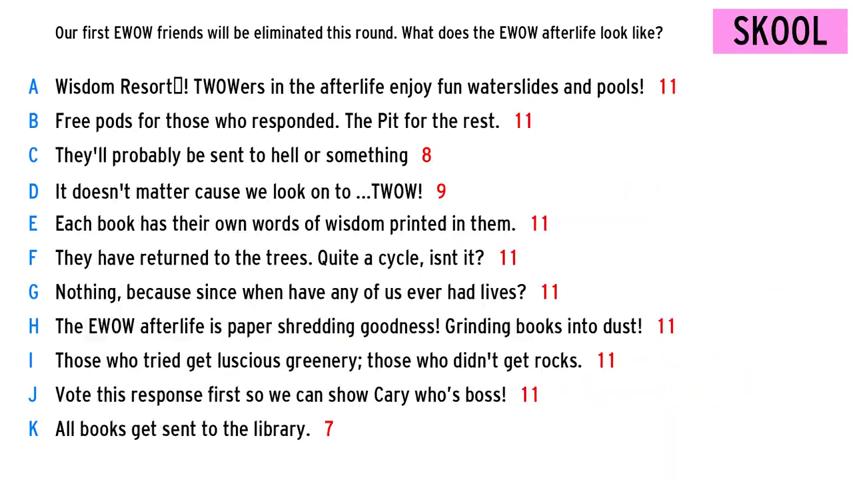 Our first EWOW friends will be eliminated this round. What does the EWOW afterlife look like?
SKOOL
A Wisdom Resort▯! TWOWers in the afterlife enjoy fun waterslides and pools! 11
B Free pods for those who responded. The Pit for the rest. 11
C They'll probably be sent to hell or something 8
D It doesn't matter cause we look on to ...TWOW! 9
E Each book has their own words of wisdom printed in them. 11
F They have returned to the trees. Quite a cycle, isnt it? 11
G Nothing, because since when have any of us ever had lives? 11
H The EWOW afterlife is paper shredding goodness! Grinding books into dust! 11
I Those who tried get luscious greenery; those who didn't get rocks. 11
J Vote this response first so we can show Cary who’s boss! 11
K All books get sent to the library. 7